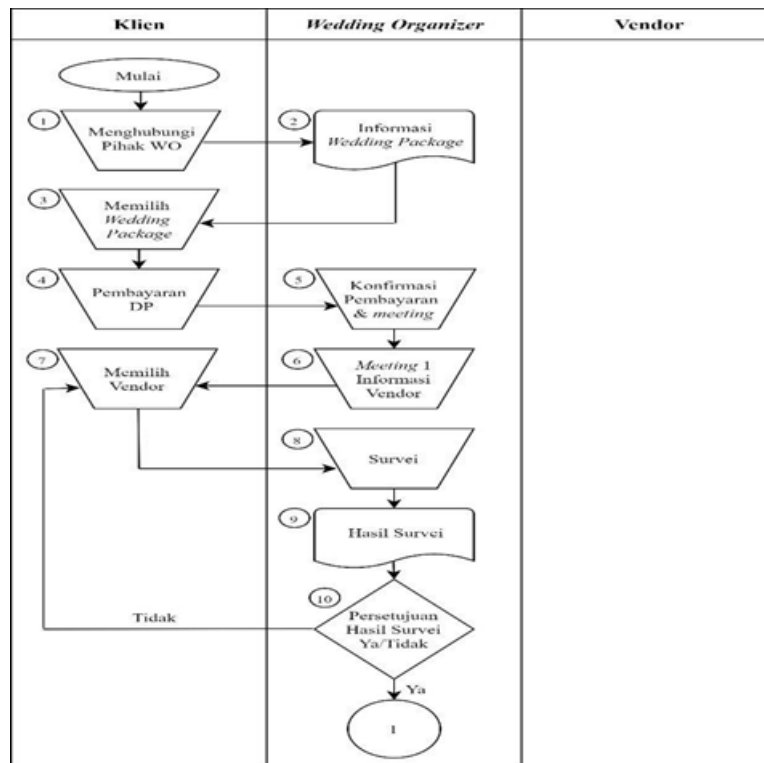 Klien
Wedding Organizer
Vendor
Mulai
1
Menghubungi
Pihak WO
2
Informasi
Wedding Package
3
Memilih
Wedding
Package
4
Pembayaran
DP
5
Konfirmasi
Pembayaran
& meeting
6
Meeting 1
Informasi
Vendor
7
Memilih
Vendor
8
Survei
9
Hasil Survei
10
Persetujuan
Hasil Survei
Ya/Tidak
Tidak
Ya
1